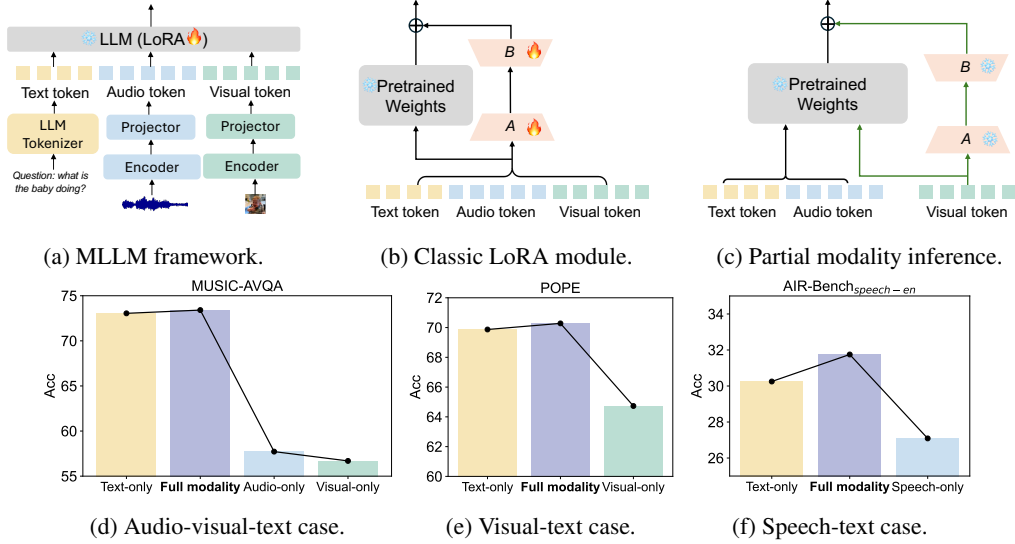 LLM (LoRA)
Text token Audio token Visual token
LLM
Tokenizer
Projector
Projector
Encoder
Encoder
Question: what is
the baby doing?
(a) MLLM framework.
B
Pretrained
Weights
A
Text token Audio token Visual token
(b) Classic LoRA module.
B
Pretrained
Weights
A
Text token Audio token Visual token
(c) Partial modality inference.
MUSIC-AVQA
Acc
75
70
65
60
55
Text-only Full modality Audio-only Visual-only
(d) Audio-visual-text case.
POPE
Acc
72
70
68
66
64
62
60
Text-only Full modality Visual-only
(e) Visual-text case.
AIR-Bench speech-en
Acc
34
32
30
28
26
Text-only Full modality Speech-only
(f) Speech-text case.